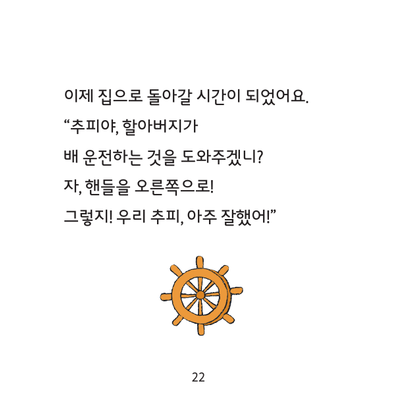 이제 집으로 돌아갈 시간이 되었어요.
“추피야, 할아버지가
배 운전하는 것을 도와주겠니?
자, 핸들을 오른쪽으로!
그렇지! 우리 추피, 아주 잘했어!”
22